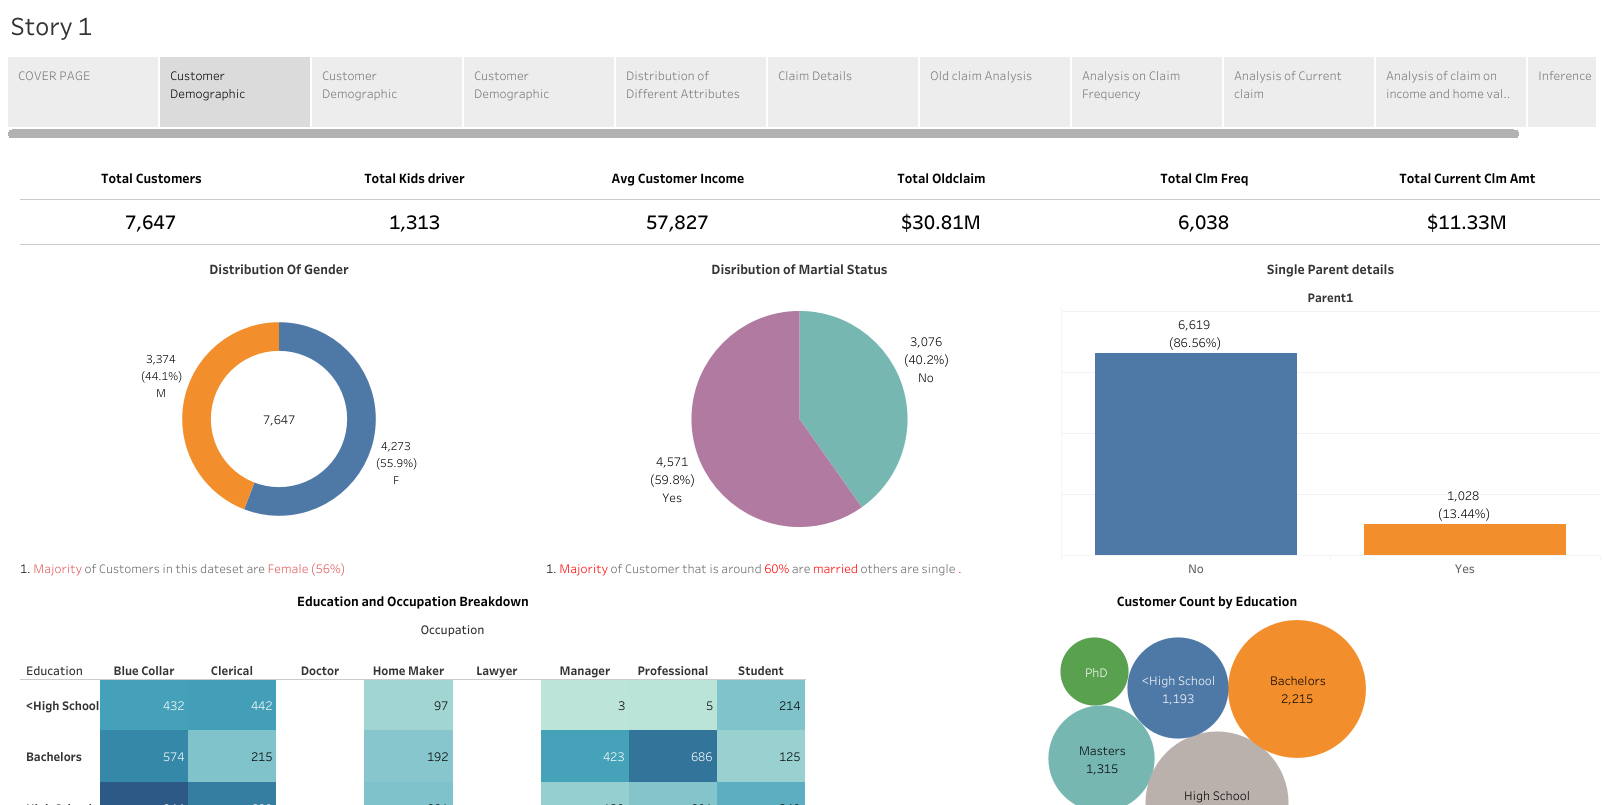 Story 1
COVER PAGE
Customer
Demographic
Customer
Demographic
Customer
Demographic
Distribution of
Different Attributes
Claim Details
Old claim Analysis
Analysis on Claim
Frequency
Analysis of Current
claim
Analysis of claim on
income and home val..
Inference
Total Customers
Total Kids driver
Avg Customer Income
Total Oldclaim
Total Clm Freq
Total Current Clm Amt
7,647
1,313
57,827
$30.81M
6,038
$11.33M
Distribution Of Gender
3,374
(44.1%)
M
7,647
4,273
(55.9%)
F
1. Majority of Customers in this dateset are Female (56%)
Disribution of Martial Status
3,076
(40.2%)
No
4,571
(59.8%)
Yes
1. Majority of Customer that is around 60% are married others are single .
Single Parent details
Parent1
6,619
(86.56%)
1,028
(13.44%)
No
Yes
Education and Occupation Breakdown
Occupation
Education Blue Collar Clerical Doctor Home Maker Lawyer Manager Professional Student
<High School 432 442 97 3 5 214
Bachelors 574 215 192 423 686 125
Customer Count by Education
PhD
<High School
1,193
Bachelors
2,215
Masters
1,315
High School